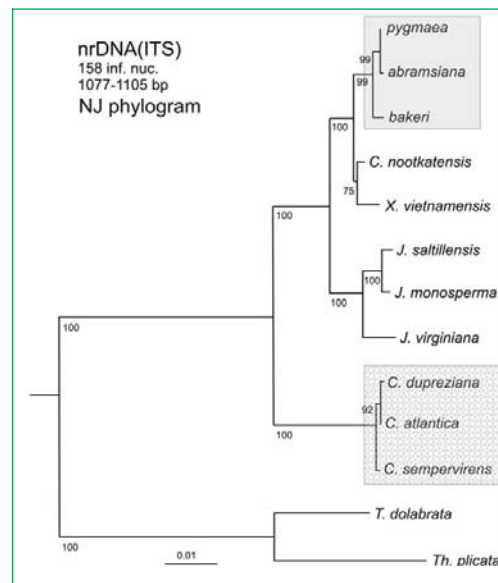 nrDNA(ITS)
158 inf. nuc.
1077-1105 bp
NJ phylogram
pygmaea
99
abramsiana
99
bakeri
100
C. nootkatensis
75
X. vietnamensis
100
J. saltillensis
100
J. monosperma
100
J. virginiana
100
C. dupreziana
92
C. atlantica
100
C. sempervirens
T. dolabrata
100
0.01
Th. plicata